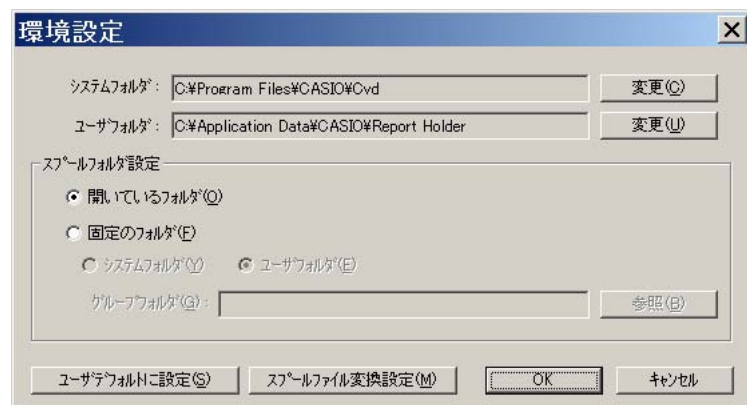 環境設定
システムフォルダ: C:¥Program Files¥CASIO¥Cvd 変更(C)
ユーザフォルダ: C:¥Application Data¥CASIO¥Report Holder 変更(U)
スプールフォルダ設定
開いているフォルダ(O)
固定のフォルダ(F)
システムフォルダ(Y) ユーザフォルダ(E)
グループフォルダ(G): 参照(B)
ユーザデフォルトに設定(S) スプールファイル変換設定(M) OK キャンセル